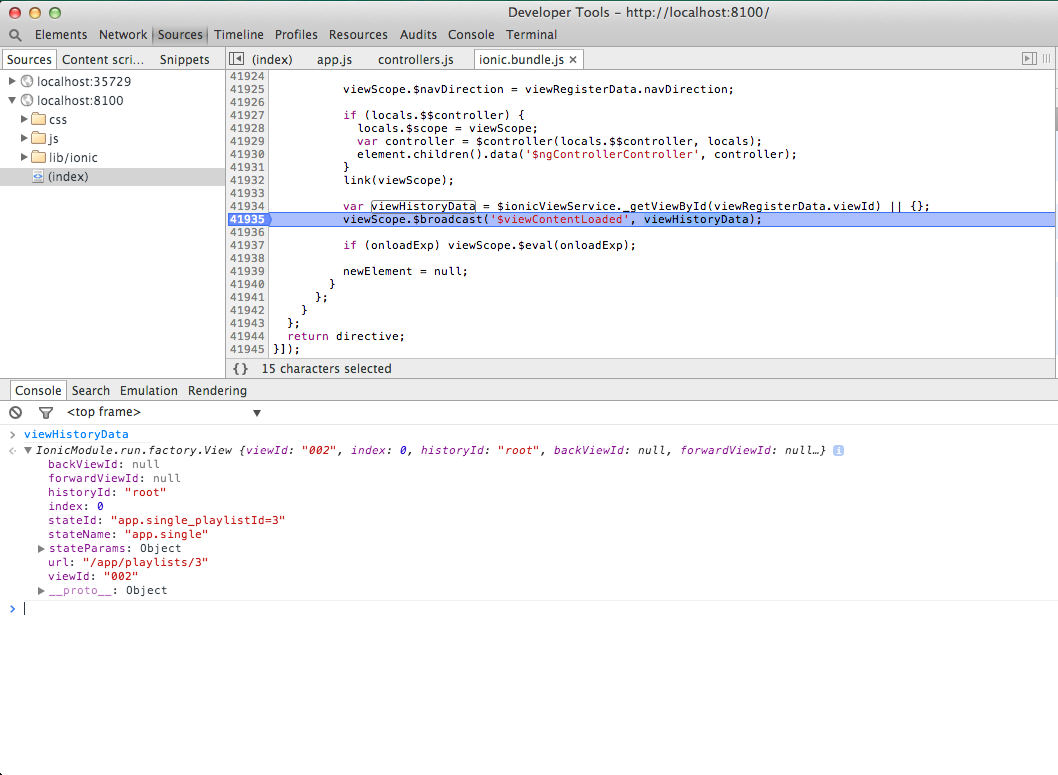 Developer Tools - http://localhost:8100/
Elements Network Sources Timeline Profiles Resources Audits Console Terminal
Sources Content scri... Snippets (index) app.js controllers.js ionic.bundle.js ×
localhost:35729
localhost:8100
css
js
lib/ionic
(index)
41924
41925 viewScope.$navDirection = viewRegisterData.navDirection;
41926
41927 if (locals.$$controller) {
41928 locals.$scope = viewScope;
41929 var controller = $controller(locals.$$controller, locals);
41930 element.children().data('$ngControllerController', controller);
41931 }
41932 link(viewScope);
41933
41934 var viewHistoryData = $ionicViewService._getViewById(viewRegisterData.viewId) || {};
41935 viewScope.$broadcast('$viewContentLoaded', viewHistoryData);
41936
41937 if (onloadExp) viewScope.$eval(onloadExp);
41938
41939 newElement = null;
41940 }
41941 };
41942 }
41943 };
41944 return directive;
41945 }]);
{} 15 characters selected
Console Search Emulation Rendering
<top frame>
viewHistoryData
IonicModule.run.factory.View {viewId: "002", index: 0, historyId: "root", backViewId: null, forwardViewId: null…}
backViewId: null
forwardViewId: null
historyId: "root"
index: 0
stateId: "app.single_playlistId=3"
stateName: "app.single"
stateParams: Object
url: "/app/playlists/3"
viewId: "002"
__proto__: Object